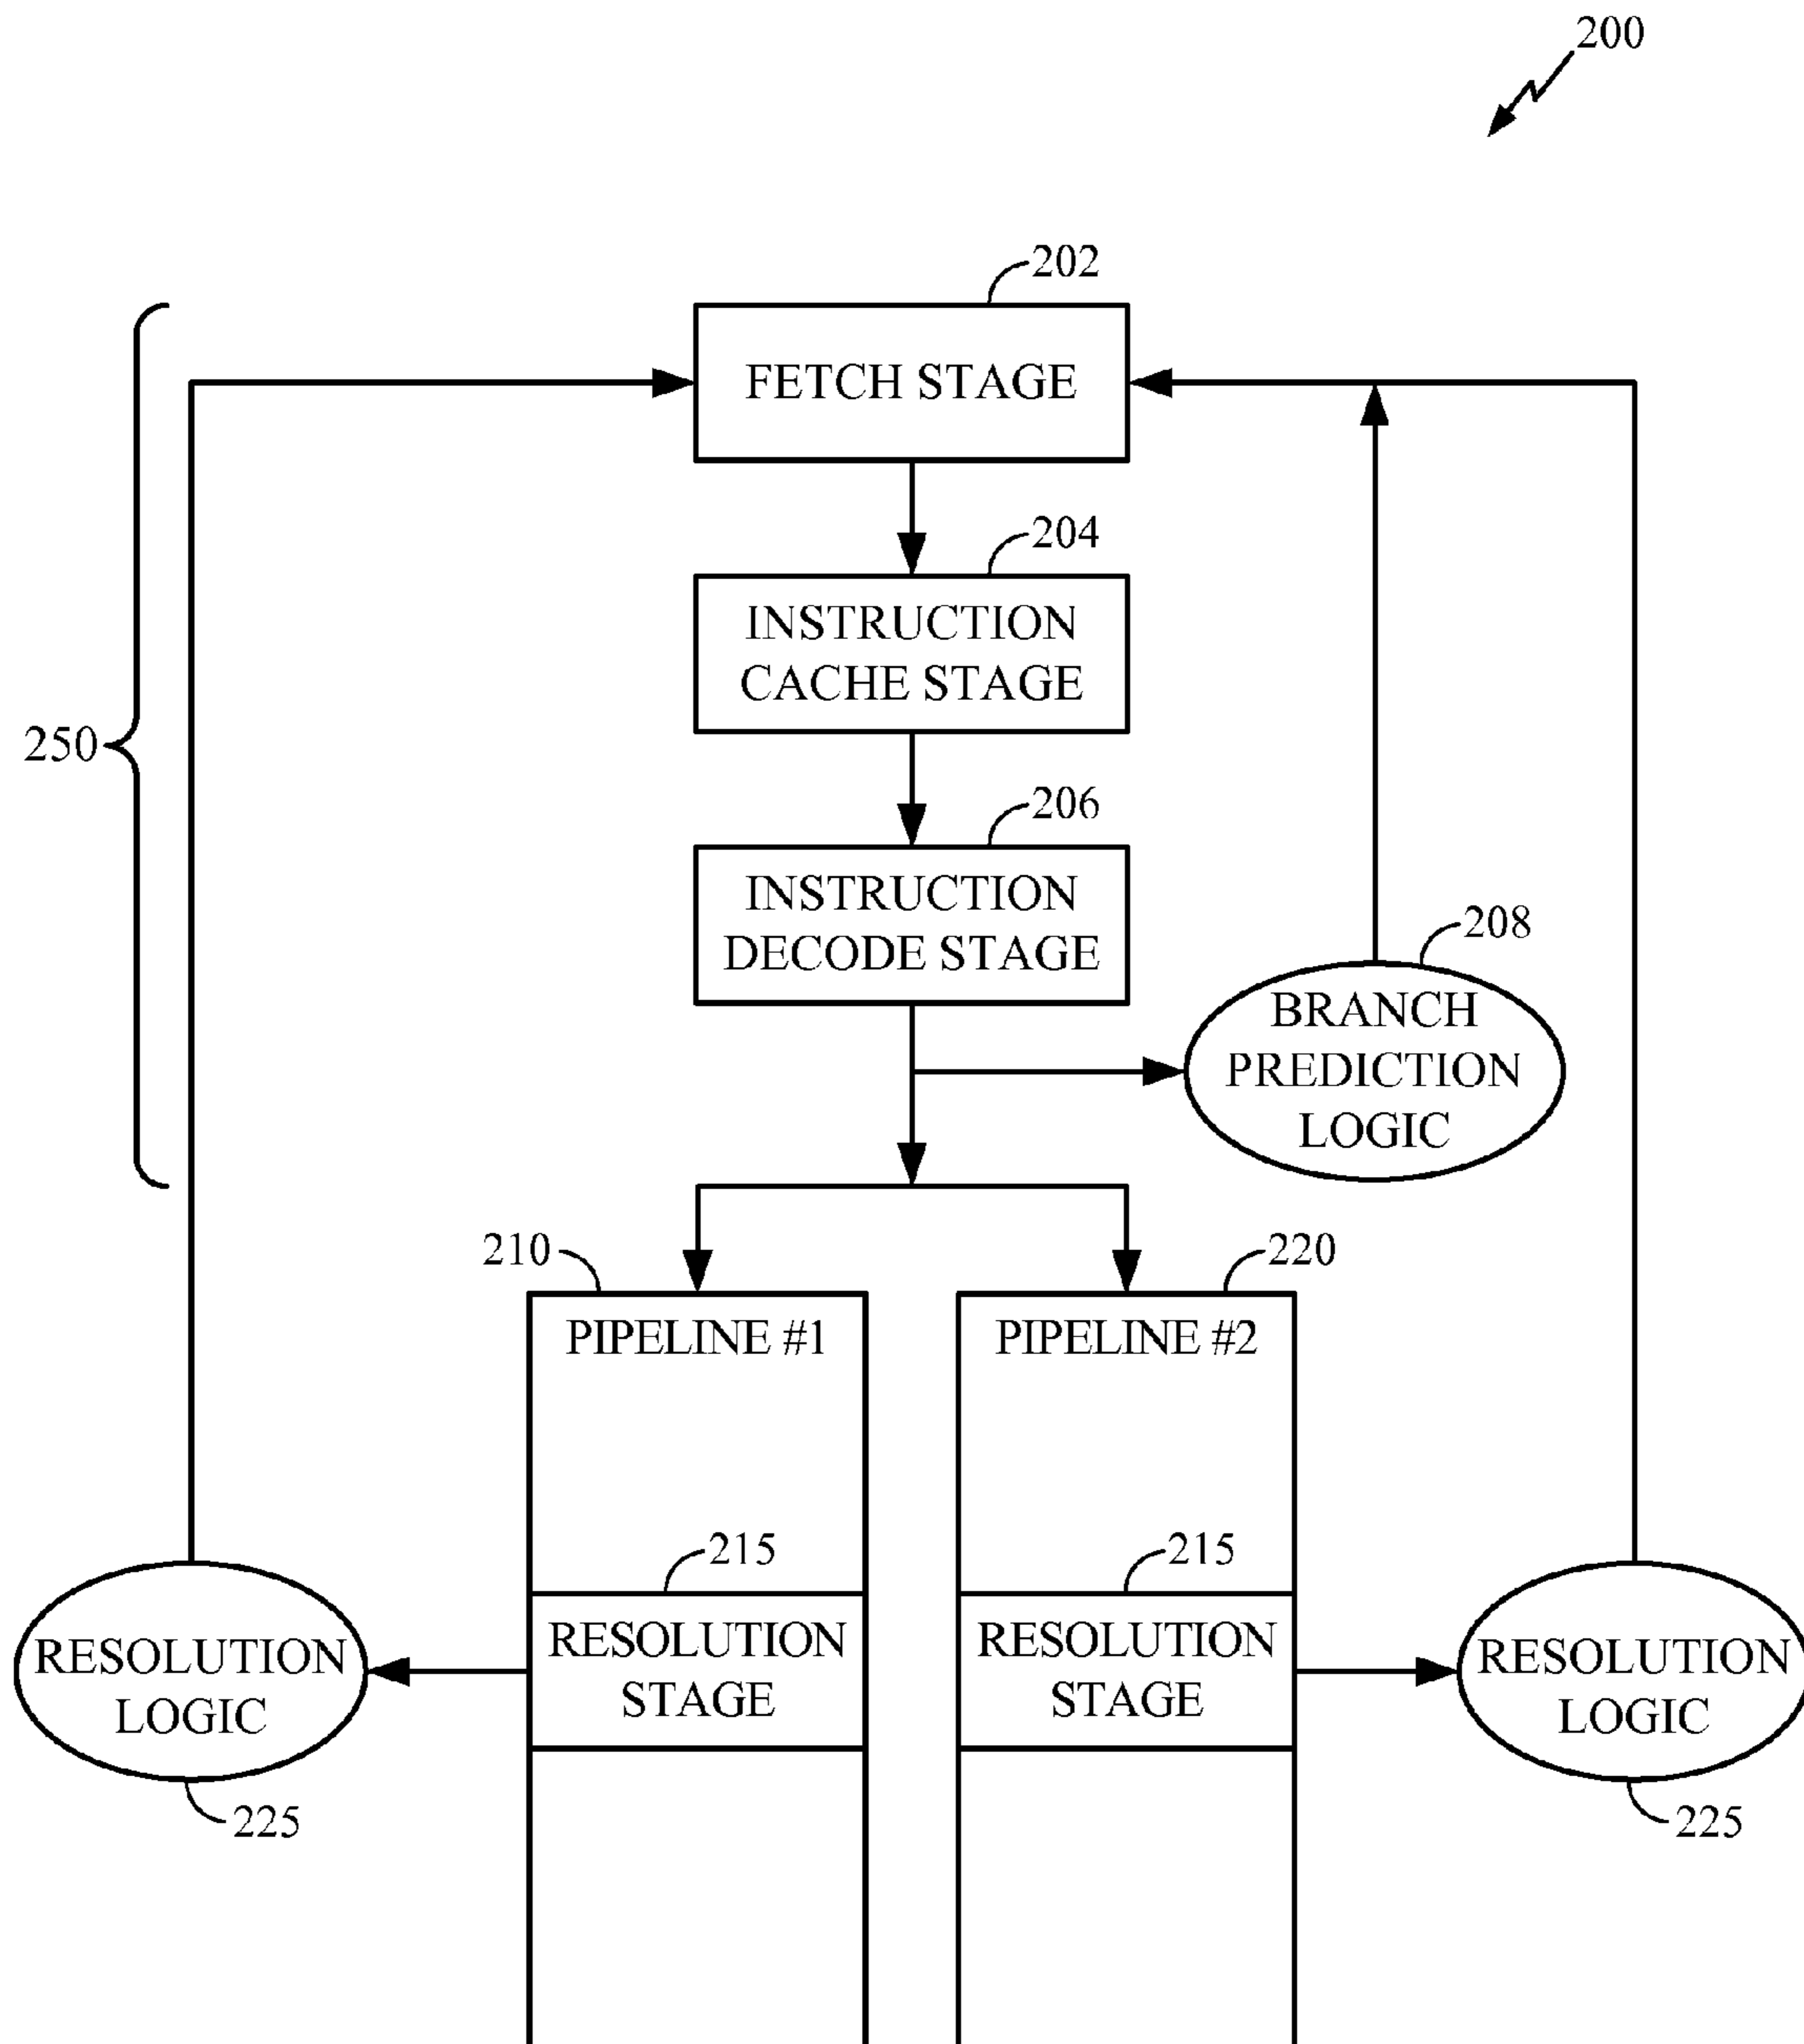 200
202
FETCH STAGE
204
INSTRUCTION
CACHE STAGE
250
206
INSTRUCTION
DECODE STAGE
208
BRANCH
PREDICTION
LOGIC
210
220
PIPELINE #1
PIPELINE #2
215
215
RESOLUTION
LOGIC
RESOLUTION
STAGE
RESOLUTION
STAGE
RESOLUTION
LOGIC
225
225